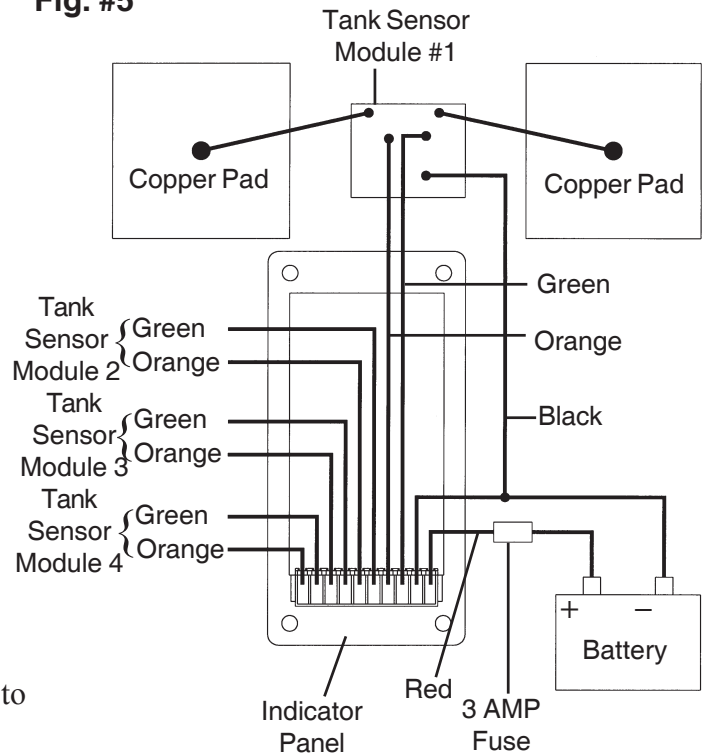 Fig. #5
Tank Sensor
Module #1
Copper Pad
Copper Pad
Green
Orange
Black
Tank
Sensor
Module 2
Green
Orange
Tank
Sensor
Module 3
Green
Orange
Tank
Sensor
Module 4
Green
Orange
+ −
Battery
to
Indicator
Panel
Red
3 AMP
Fuse